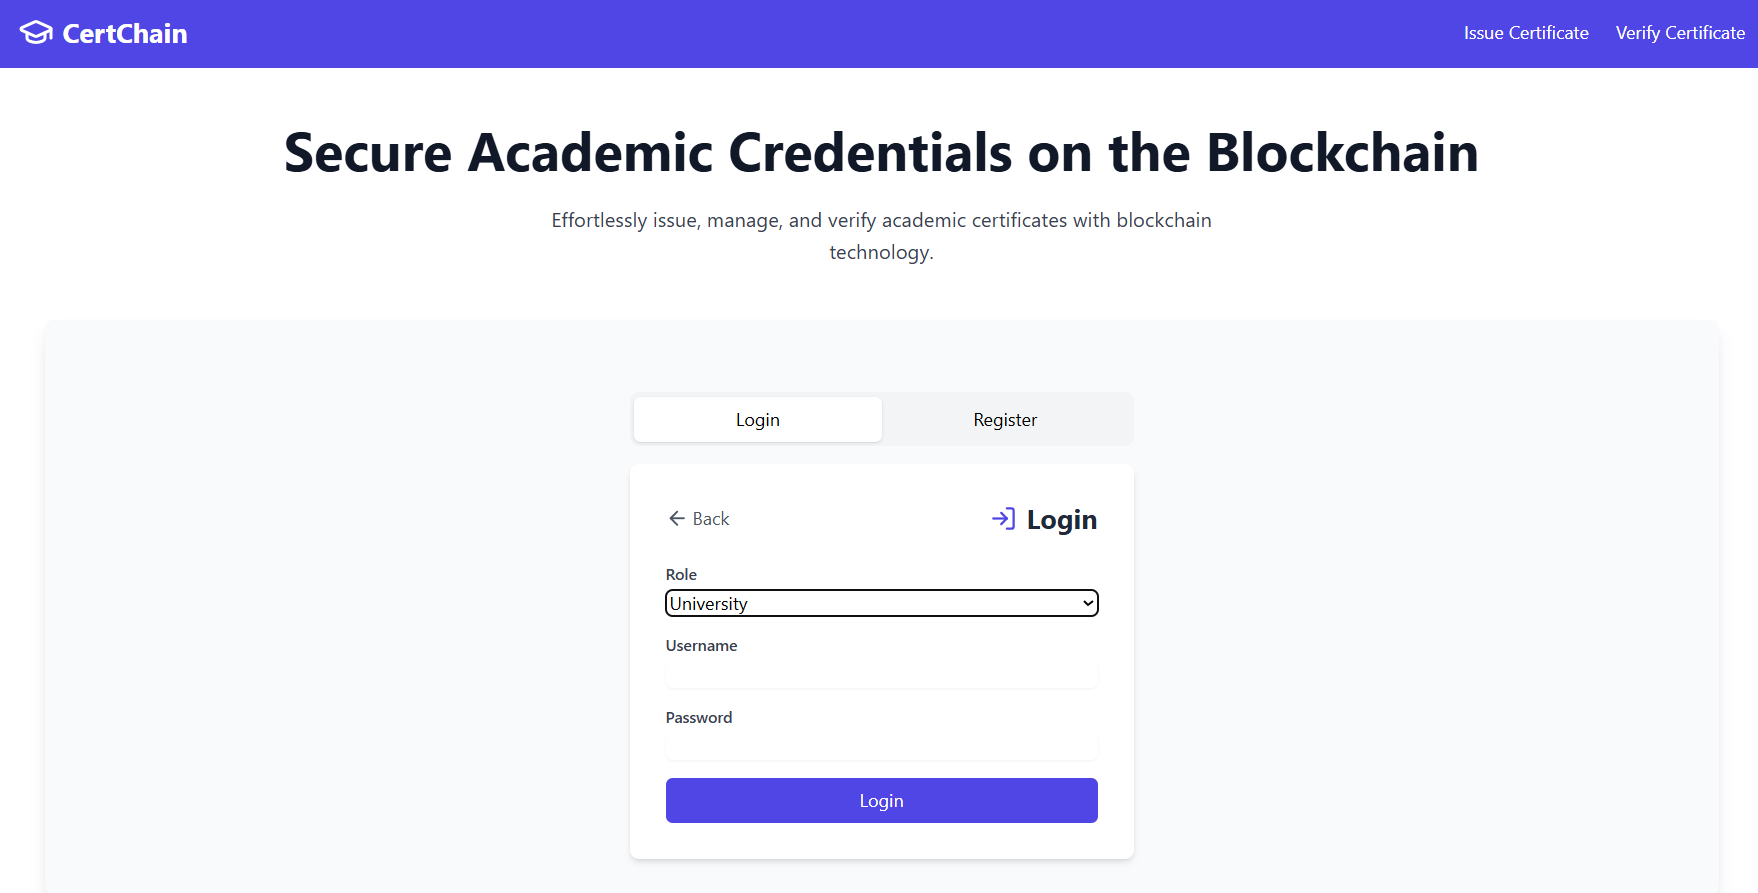 CertChain
Issue Certificate
Verify Certificate
Secure Academic Credentials on the Blockchain
Effortlessly issue, manage, and verify academic certificates with blockchain
technology.
Login
Register
Back
Login
Role
University
Username
Password
Login